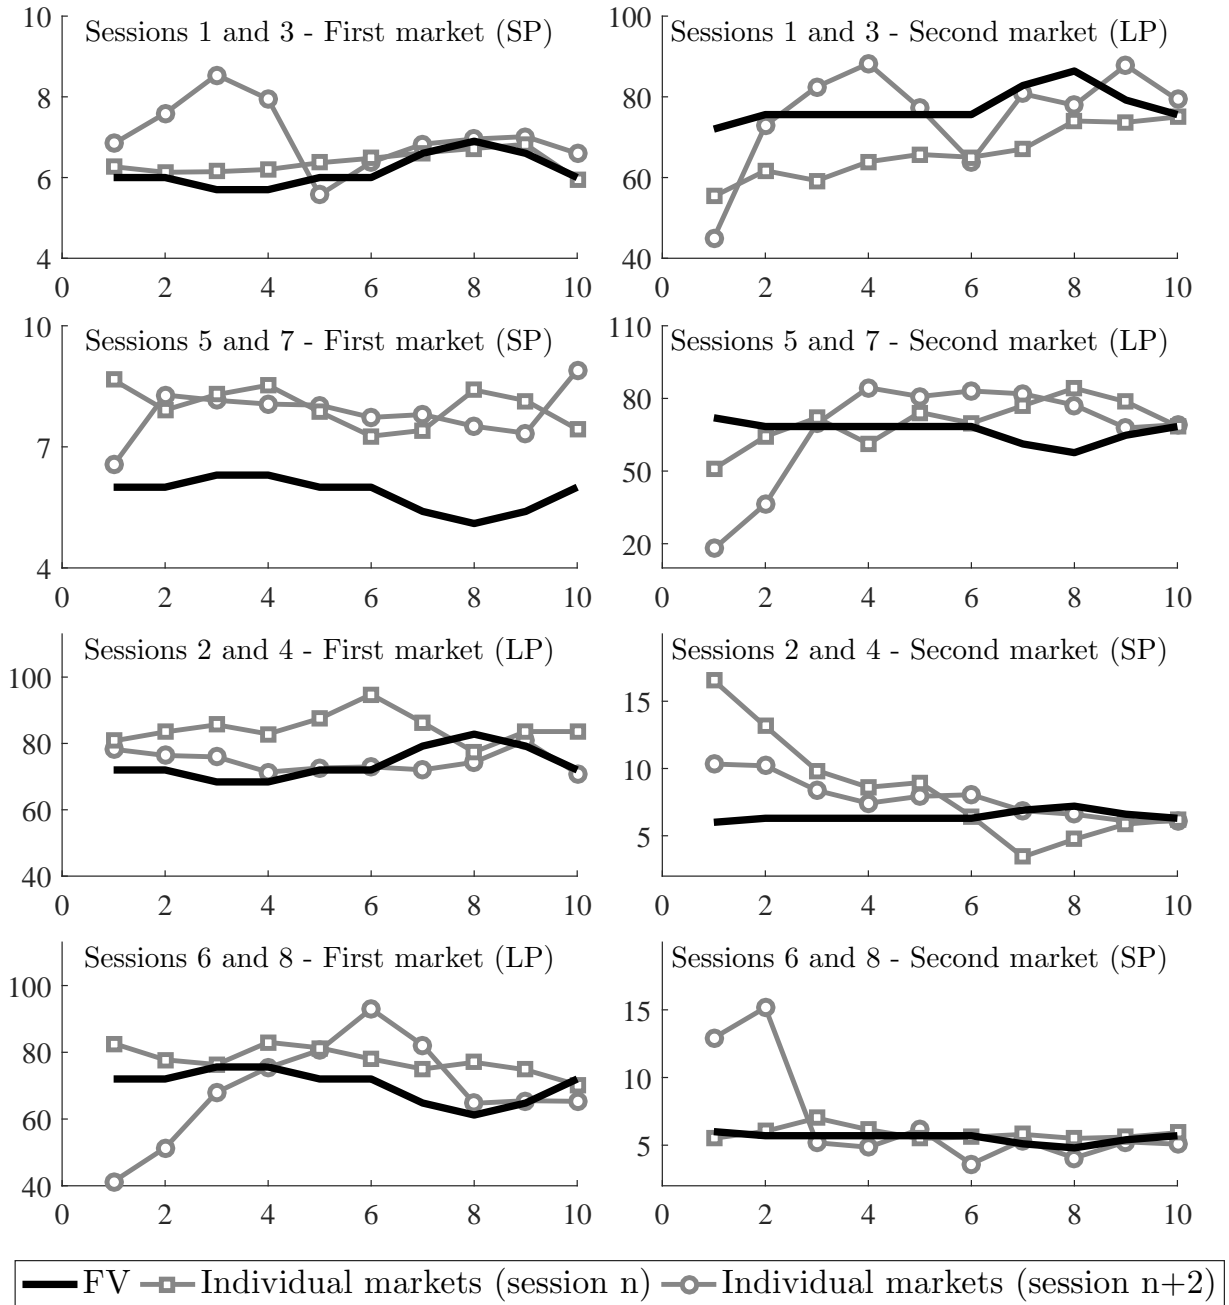 Sessions 1 and 3 - First market (SP)
10
8
6
4
0 2 4 6 8 10
Sessions 1 and 3 - Second market (LP)
100
80
60
40
0 2 4 6 8 10
Sessions 5 and 7 - First market (SP)
10
7
4
0 2 4 6 8 10
Sessions 5 and 7 - Second market (LP)
110
80
50
20
0 2 4 6 8 10
Sessions 2 and 4 - First market (LP)
100
80
60
40
0 2 4 6 8 10
Sessions 2 and 4 - Second market (SP)
15
10
5
0 2 4 6 8 10
Sessions 6 and 8 - First market (LP)
100
80
60
40
0 2 4 6 8 10
Sessions 6 and 8 - Second market (SP)
15
10
5
0 2 4 6 8 10
FV Individual markets (session n) Individual markets (session n+2)